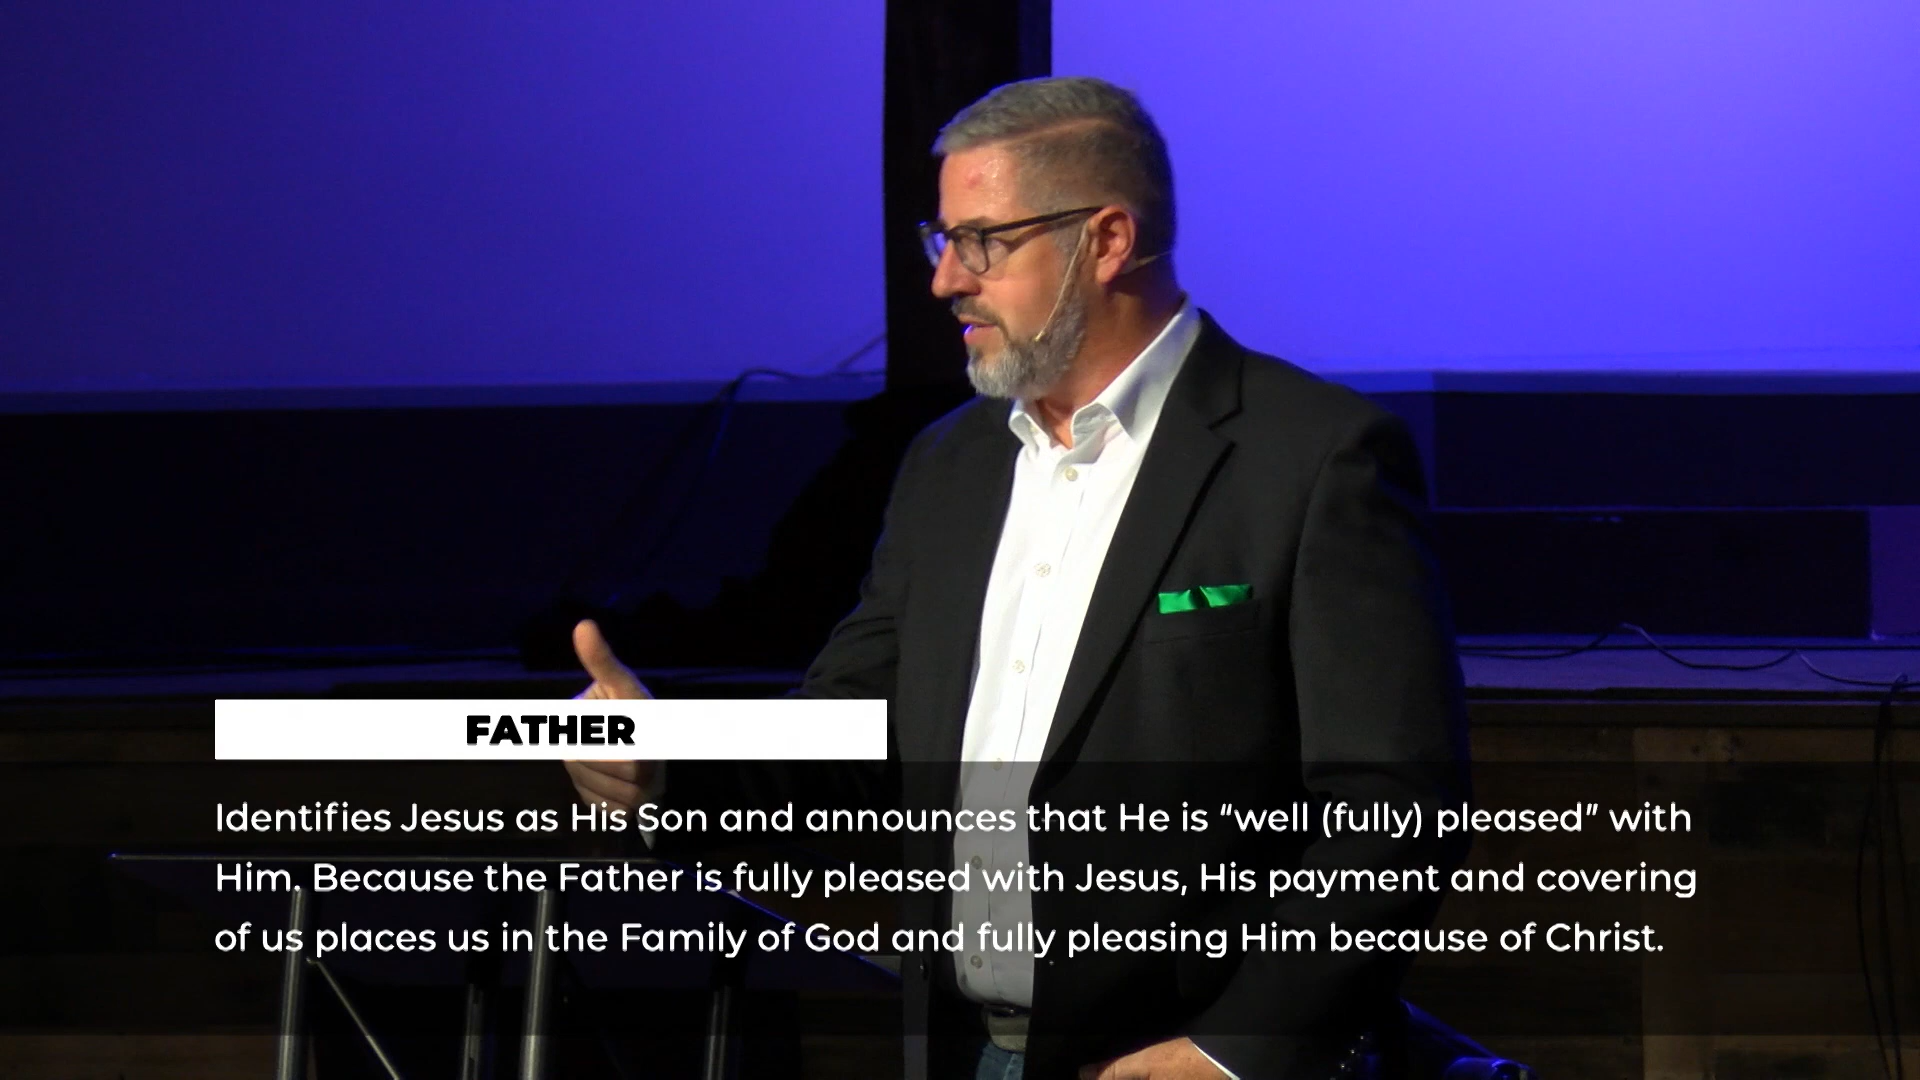 FATHER
Identifies Jesus as His Son and announces that He is “well (fully) pleased” with
Him. Because the Father is fully pleased with Jesus, His payment and covering
of us places us in the Family of God and fully pleasing Him because of Christ.